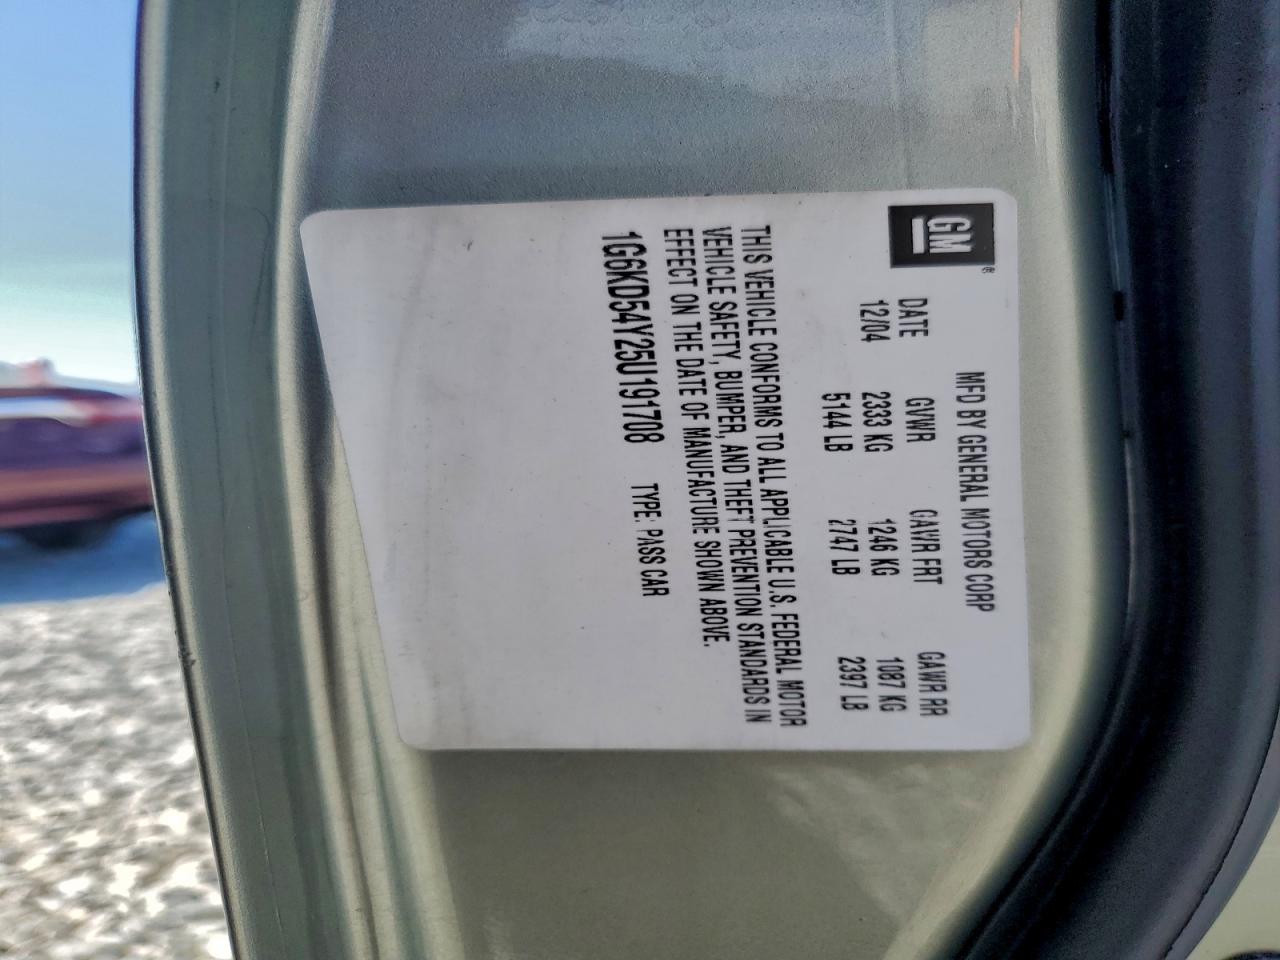 GM ®
MFD BY GENERAL MOTORS CORP
DATE GVWR GAWR FRT GAWR RR
12/04 2333 KG 1246 KG 1087 KG
5144 LB 2747 LB 2397 LB
THIS VEHICLE CONFORMS TO ALL APPLICABLE U.S. FEDERAL MOTOR
VEHICLE SAFETY, BUMPER, AND THEFT PREVENTION STANDARDS IN
EFFECT ON THE DATE OF MANUFACTURE SHOWN ABOVE.
1G6KD54Y25U191708 TYPE: PASS CAR